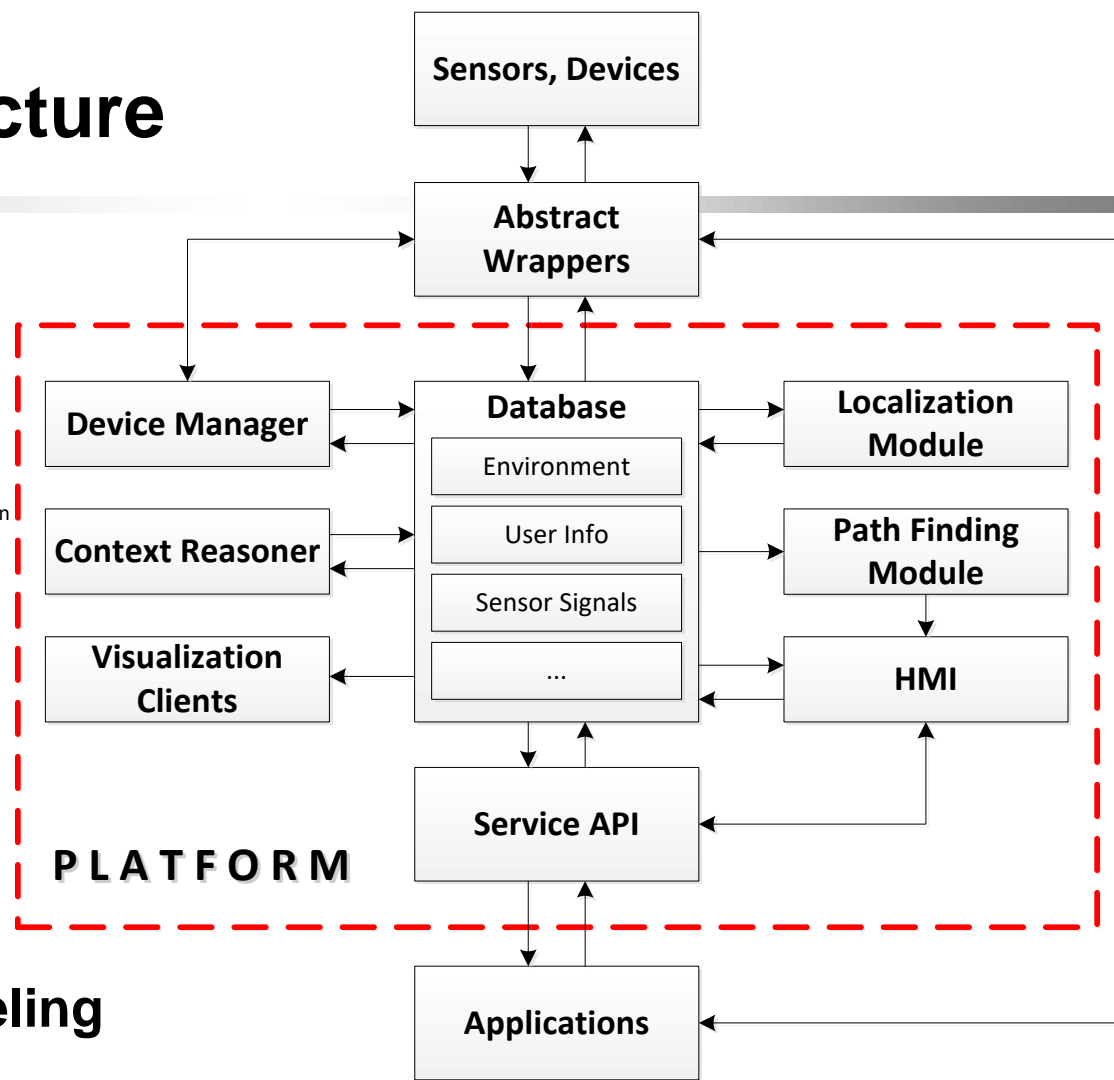 cture
Sensors, Devices
Abstract
Wrappers
Device Manager
Database
Localization
Module
Environment
n
Context Reasoner
User Info
Path Finding
Module
Sensor Signals
Visualization
Clients
...
HMI
Service API
PLATFORM
eling
Applications